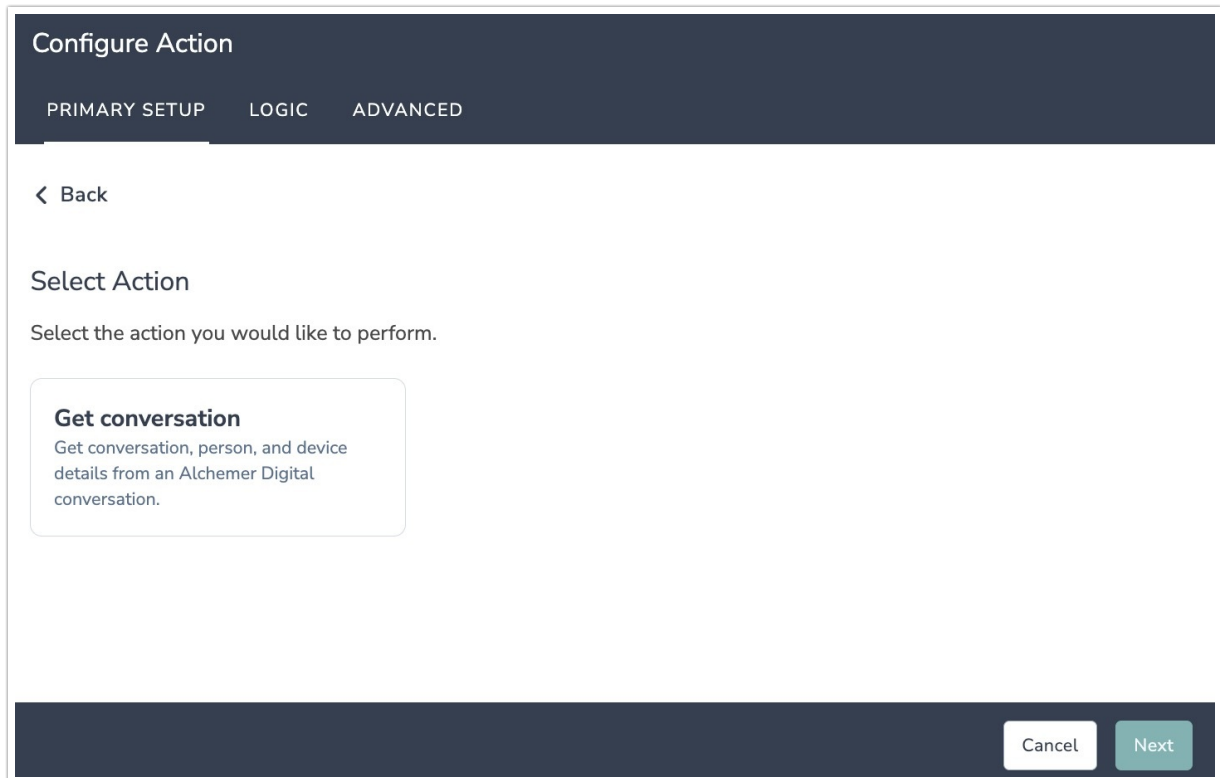 Configure Action
PRIMARY SETUP LOGIC ADVANCED
Back
Select Action
Select the action you would like to perform.
Get conversation
Get conversation, person, and device
details from an Alchemer Digital
conversation.
Cancel Next